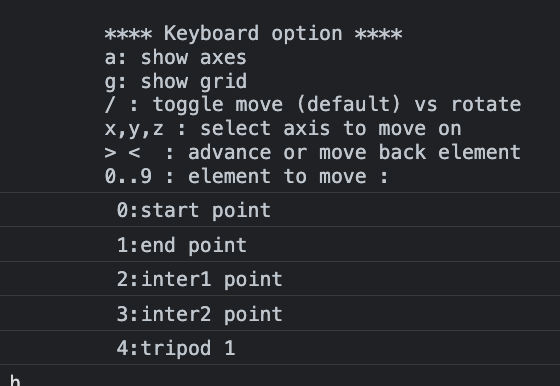 **** Keyboard option ****
a: show axes
g: show grid
/ : toggle move (default) vs rotate
x,y,z : select axis to move on
> <  : advance or move back element
0..9 : element to move :
0:start point
1:end point
2:inter1 point
3:inter2 point
4:tripod 1
h